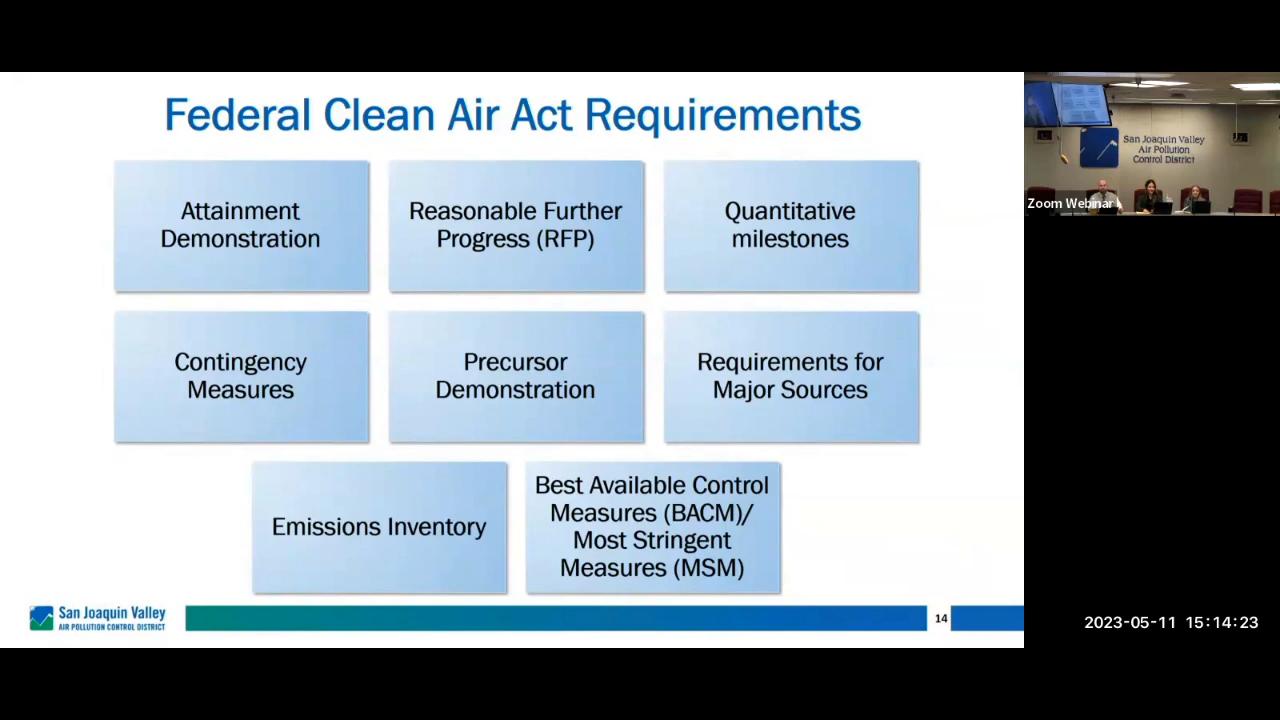 Federal Clean Air Act Requirements
Attainment
Demonstration
Reasonable Further
Progress (RFP)
Quantitative
milestones
Contingency
Measures
Precursor
Demonstration
Requirements for
Major Sources
Emissions Inventory
Best Available Control
Measures (BACM)/
Most Stringent
Measures (MSM)
San Joaquin Valley
AIR POLLUTION CONTROL DISTRICT
14
San Joaquin Valley
Air Pollution
Control District
Zoom Webinar
2023-05-11 15:14:23